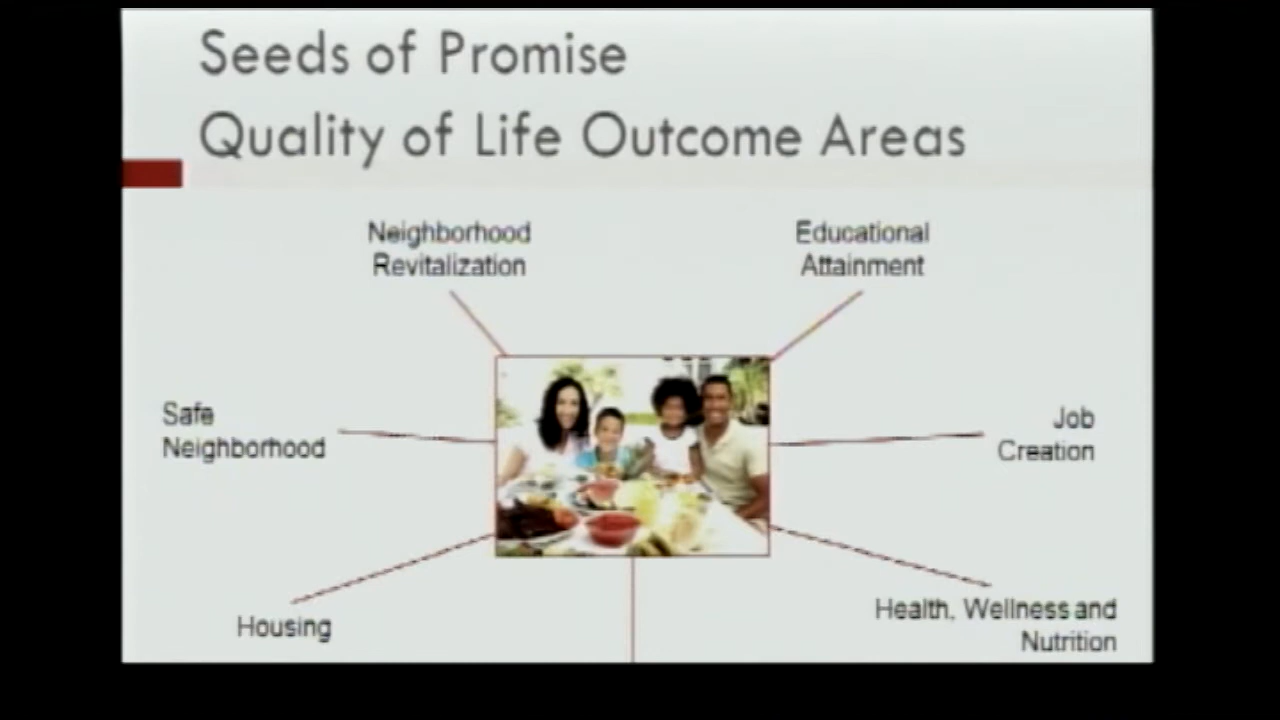 Seeds of Promise
Quality of Life Outcome Areas
Neighborhood
Revitalization
Educational
Attainment
Safe
Neighborhood
Job
Creation
Housing
Health, Wellness and
Nutrition